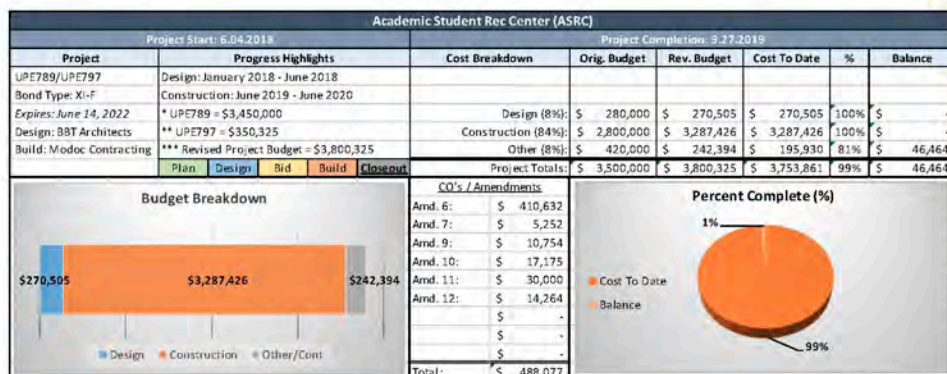 Academic Student Rec Center (ASRC)
Project Start: 6.04.2018 Project Completion: 9.27.2019
Project Progress Highlights Cost Breakdown Orig. Budget Rev. Budget Cost To Date % Balance
UPE789/UPE797 Design: January 2018 - June 2018
Bond Type: XI-F Construction: June 2019 - June 2020
Expires: June 14, 2022 * UPE789 = $3,450,000 Design (8%): $ 280,000 $ 270,505 $ 270,505 100% $ -
Design: BBT Architects ** UPE797 = $350,325 Construction (84%): $ 2,800,000 $ 3,287,426 $ 3,287,426 100% $ -
Build: Modoc Contracting *** Revised Project Budget = $3,800,325 Other (8%): $ 420,000 $ 242,394 $ 195,930 81% $ 46,464
Plan Design Bid Build Closeout Project Totals: $ 3,500,000 $ 3,800,325 $ 3,753,861 99% $ 46,464
Budget Breakdown
$270,505 $3,287,426 $242,394
Design Construction Other/Cont
CO's / Amendments
Amd. 6: $ 410,632
Amd. 7: $ 5,252
Amd. 9: $ 10,754
Amd. 10: $ 17,175
Amd. 11: $ 30,000
Amd. 12: $ 14,264
$ -
$ -
$ -
Total: $ 488,077
Percent Complete (%)
1%
Cost To Date
Balance
99%